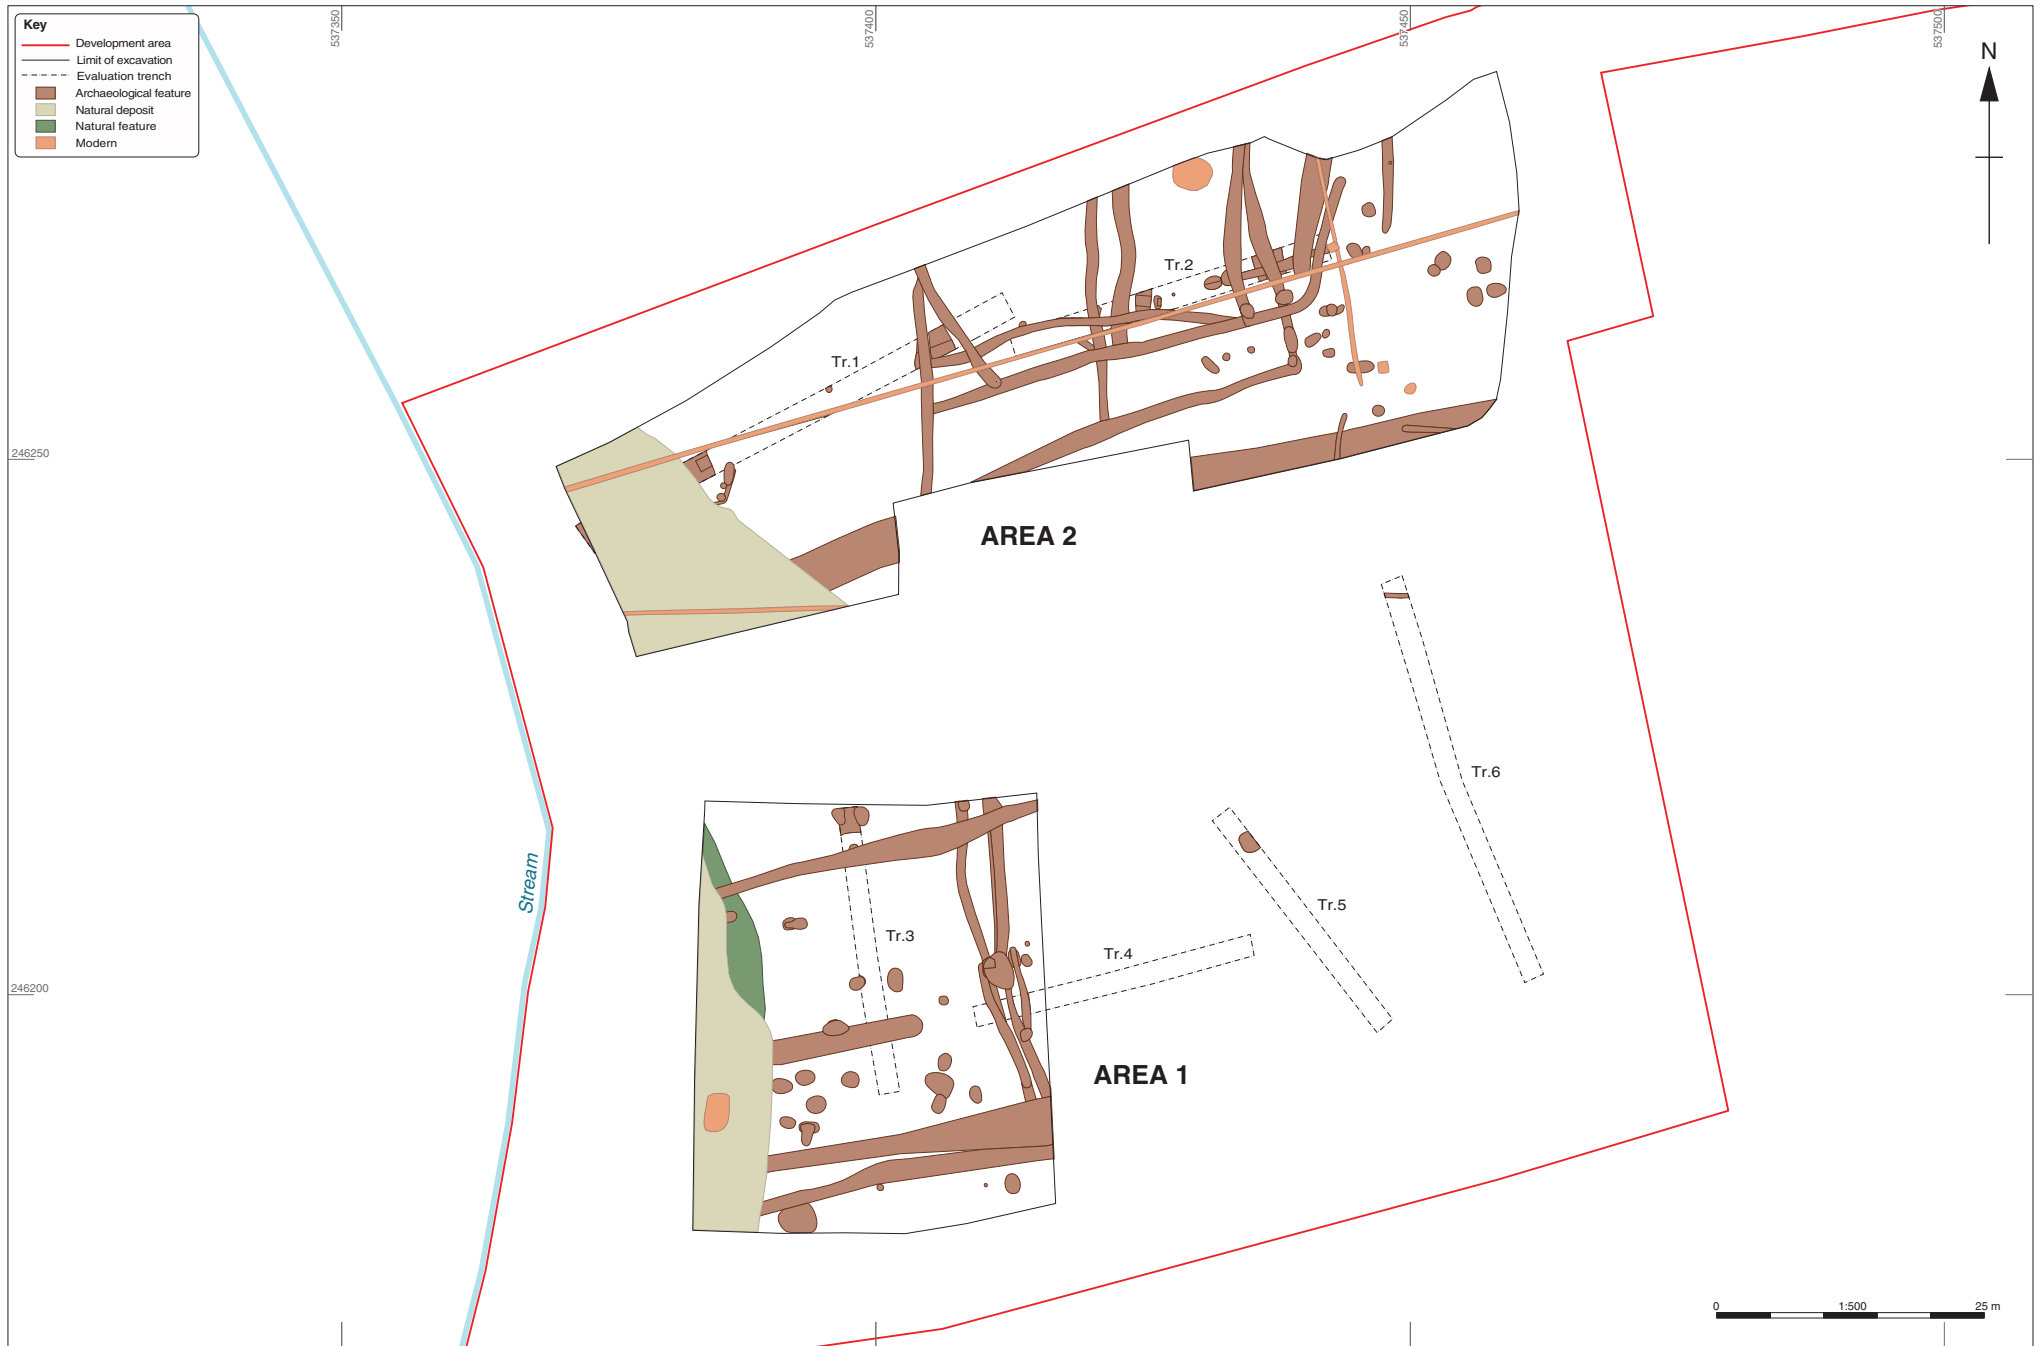 Key
Development area
Limit of excavation
Evaluation trench
Archaeological feature
Natural deposit
Natural feature
Modern
537350
537400
537450
537500
N
Tr.2
Tr.1
246250
AREA 2
Tr.6
Stream
Tr.5
Tr.3
Tr.4
246200
AREA 1
0 1:500 25 m